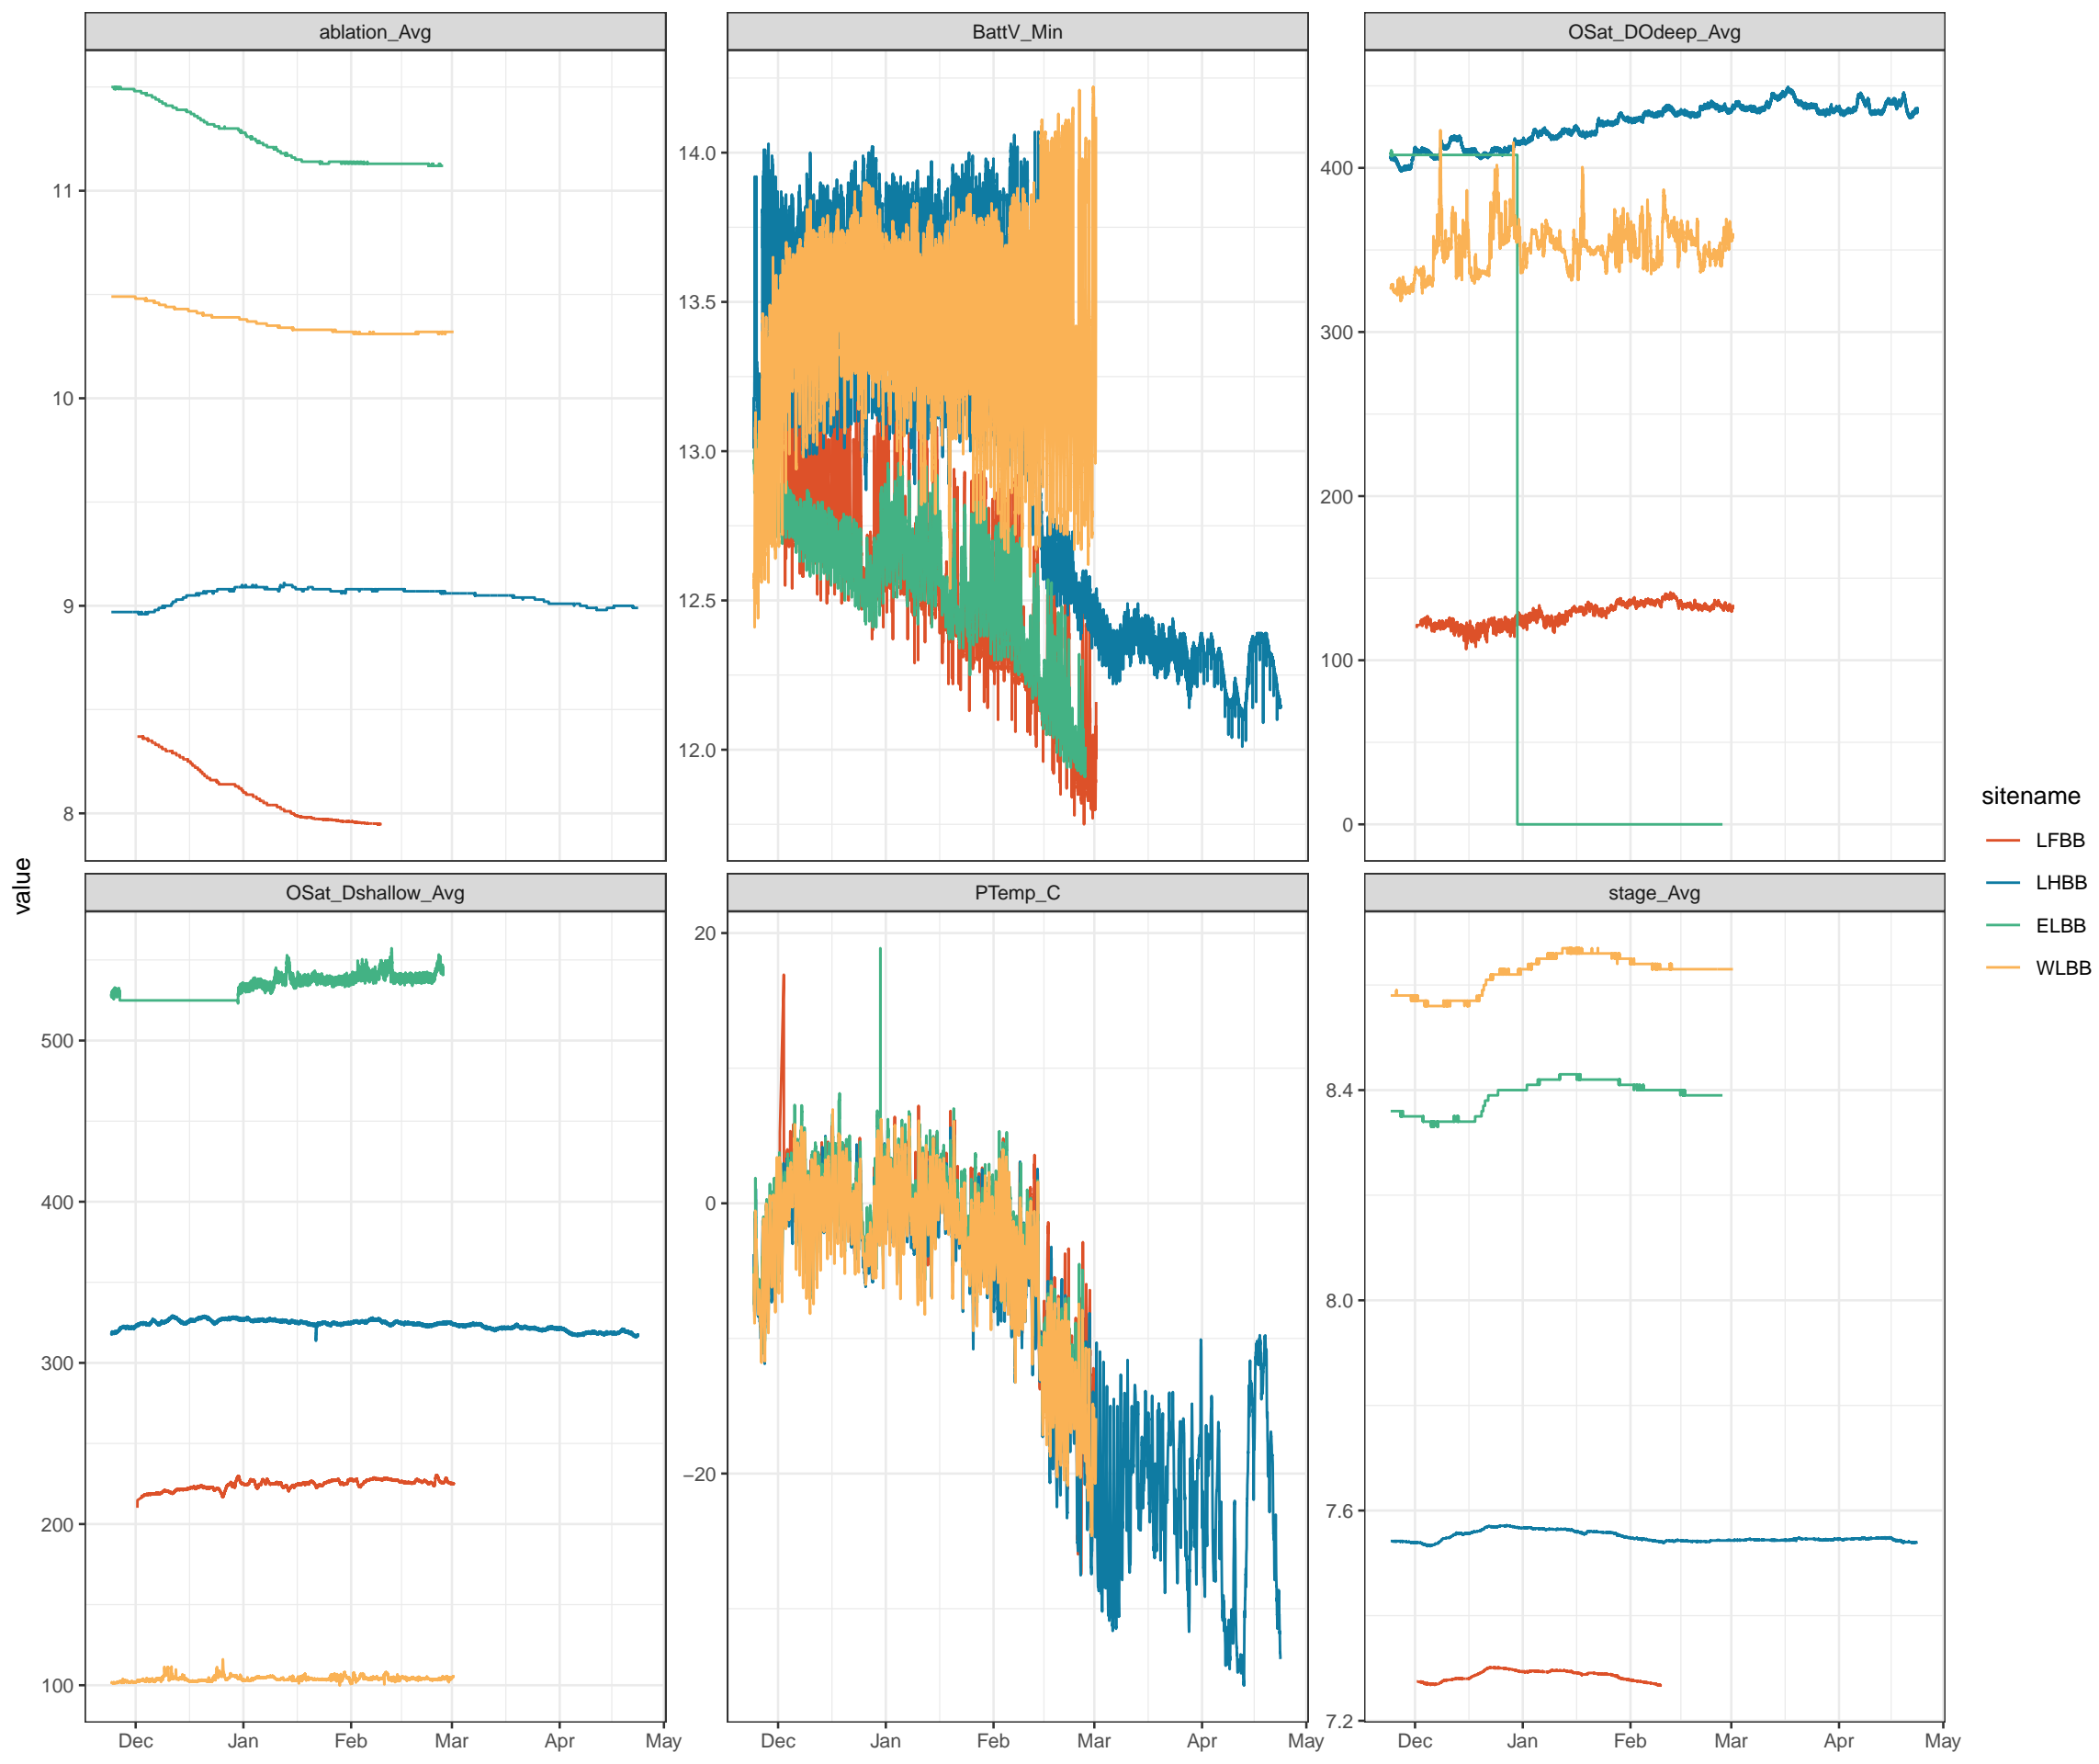 ablation_Avg
BattV_Min
OSat_DOdeep_Avg
11
10
9
8
14.0
13.5
13.0
12.5
12.0
400
300
200
100
0
value
OSat_Dshallow_Avg
PTemp_C
stage_Avg
500
400
300
200
100
20
0
−20
8.4
8.0
7.6
7.2
Dec Jan Feb Mar Apr May
Dec Jan Feb Mar Apr May
Dec Jan Feb Mar Apr May
sitename
LFBB
LHBB
ELBB
WLBB